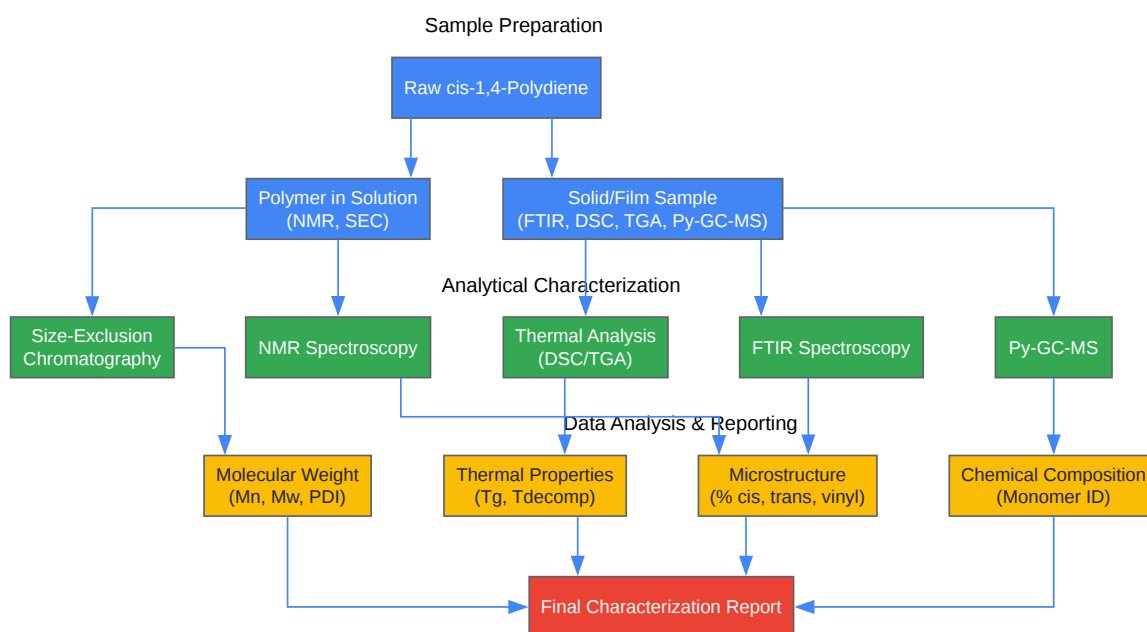 Sample Preparation
Raw cis-1,4-Polydiene
Polymer in Solution
(NMR, SEC)
Solid/Film Sample
(FTIR, DSC, TGA, Py-GC-MS)
Analytical Characterization
Size-Exclusion
Chromatography
NMR Spectroscopy
Thermal Analysis
(DSC/TGA)
FTIR Spectroscopy
Py-GC-MS
Data Analysis & Reporting
Molecular Weight
(Mn, Mw, PDI)
Thermal Properties
(Tg, Tdecomp)
Microstructure
(% cis, trans, vinyl)
Chemical Composition
(Monomer ID)
Final Characterization Report